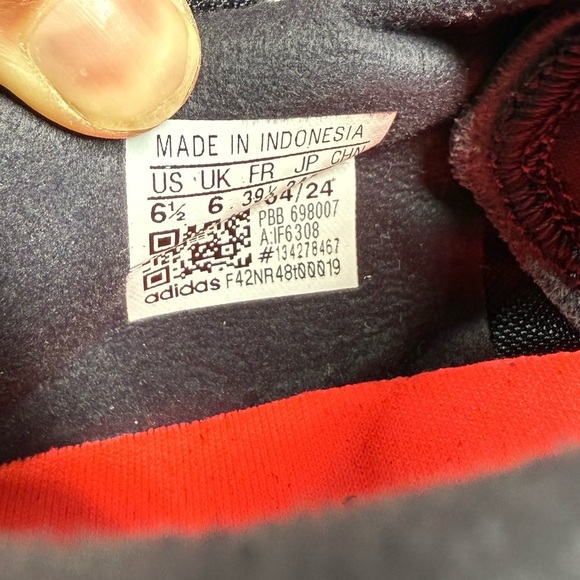 MADE IN INDONESIA
US UK FR JP CHN
6½ 6 39⅓ 04/24
PBB 698007
A:IF6308
#134278467
adidas F42NR48t00019